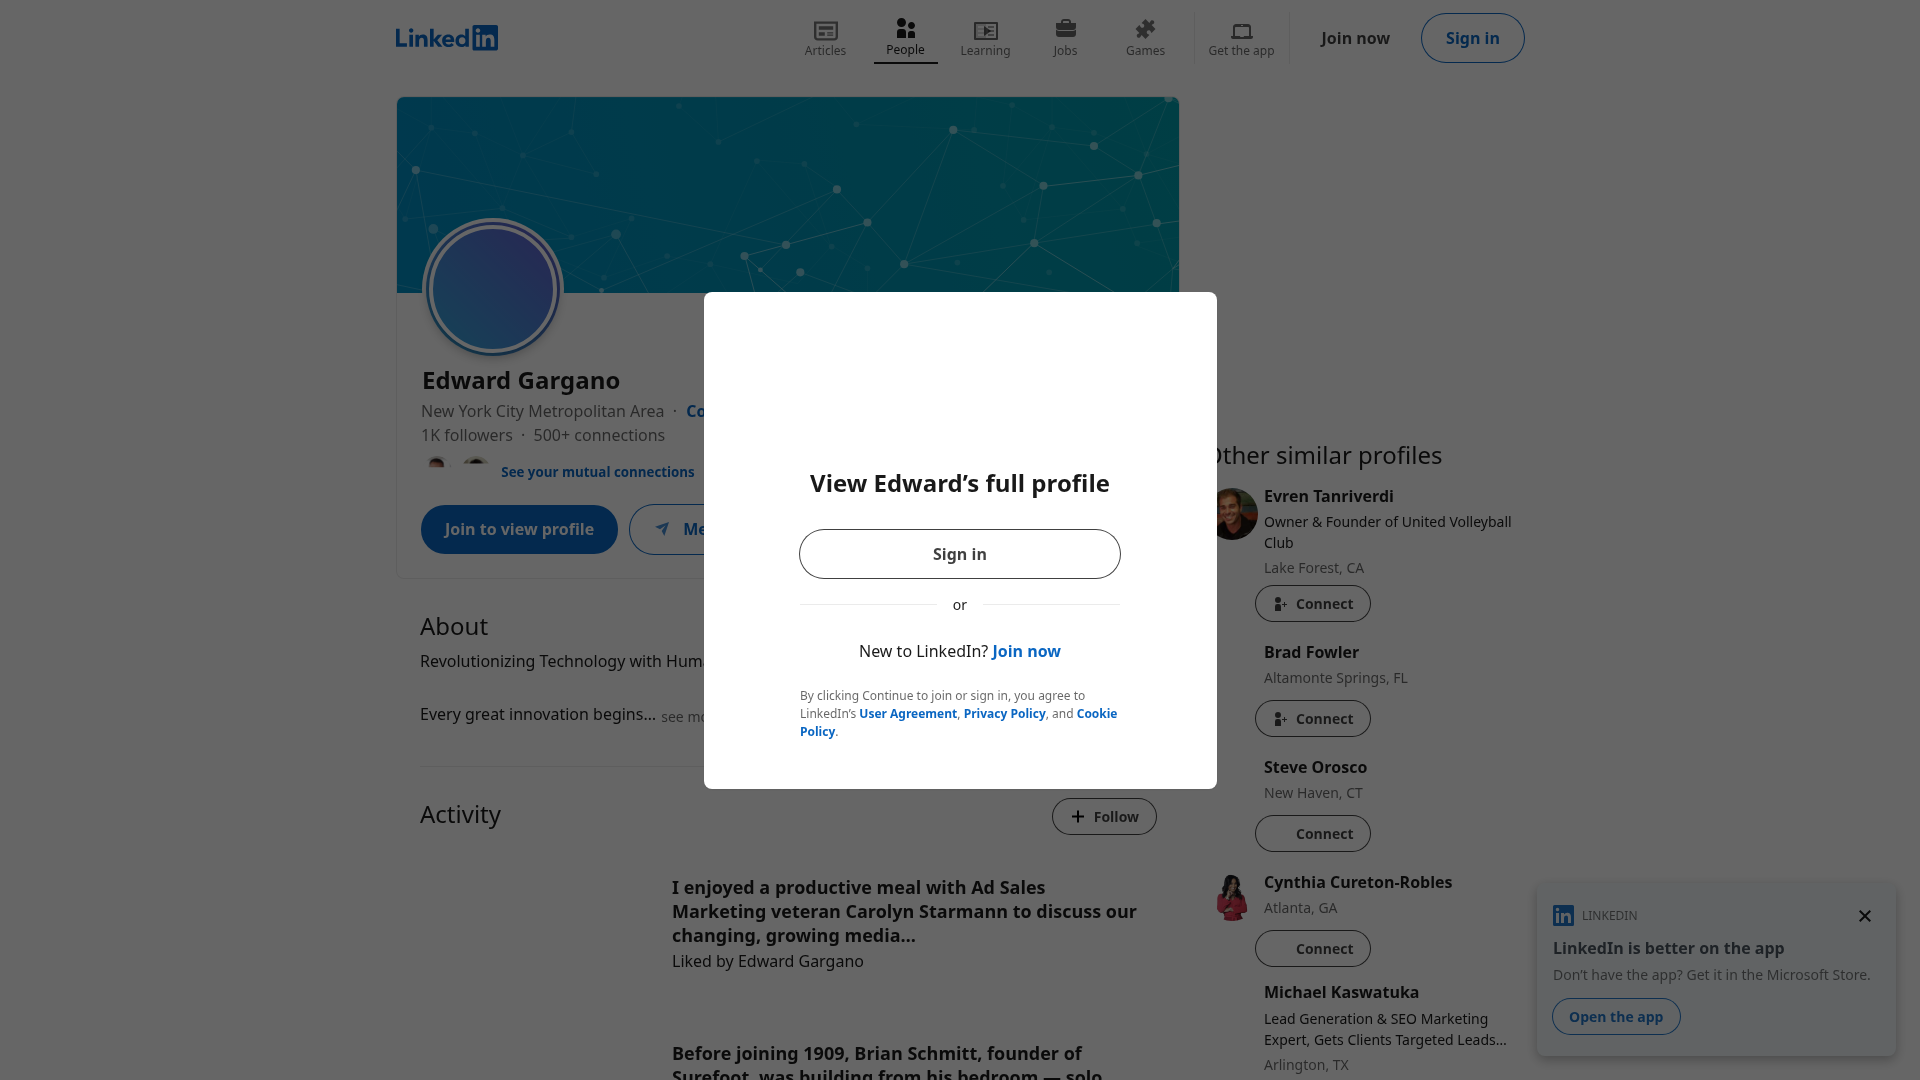 Linked in
Articles
People
Learning
Jobs
Games
Get the app
Join now
Sign in
Edward Gargano
New York City Metropolitan Area ·
1K followers · 500+ connections
See your mutual connections
Join to view profile
About
Revolutionizing Technology with
Every great innovation begins... see
Activity
Follow
I enjoyed a productive meal with Ad Sales
Marketing veteran Carolyn Starmann to discuss our
changing, growing media...
Liked by Edward Gargano
Before joining 1909, Brian Schmitt, founder of
Surefoot, was building from his bedroom — solo
View Edward’s full profile
Sign in
or
New to LinkedIn? Join now
By clicking Continue to join or sign in, you agree to
LinkedIn’s User Agreement, Privacy Policy, and Cookie
Policy.
Other similar profiles
Evren Tanriverdi
Owner & Founder of United Volleyball
Club
Lake Forest, CA
Connect
Brad Fowler
Altamonte Springs, FL
Connect
Steve Orosco
New Haven, CT
Connect
Cynthia Cureton-Robles
Atlanta, GA
Connect
Michael Kaswatuka
Lead Generation & SEO Marketing
Expert, Gets Clients Targeted Leads...
Arlington, TX
LINKEDIN
LinkedIn is better on the app
Don’t have the app? Get it in the Microsoft Store.
Open the app